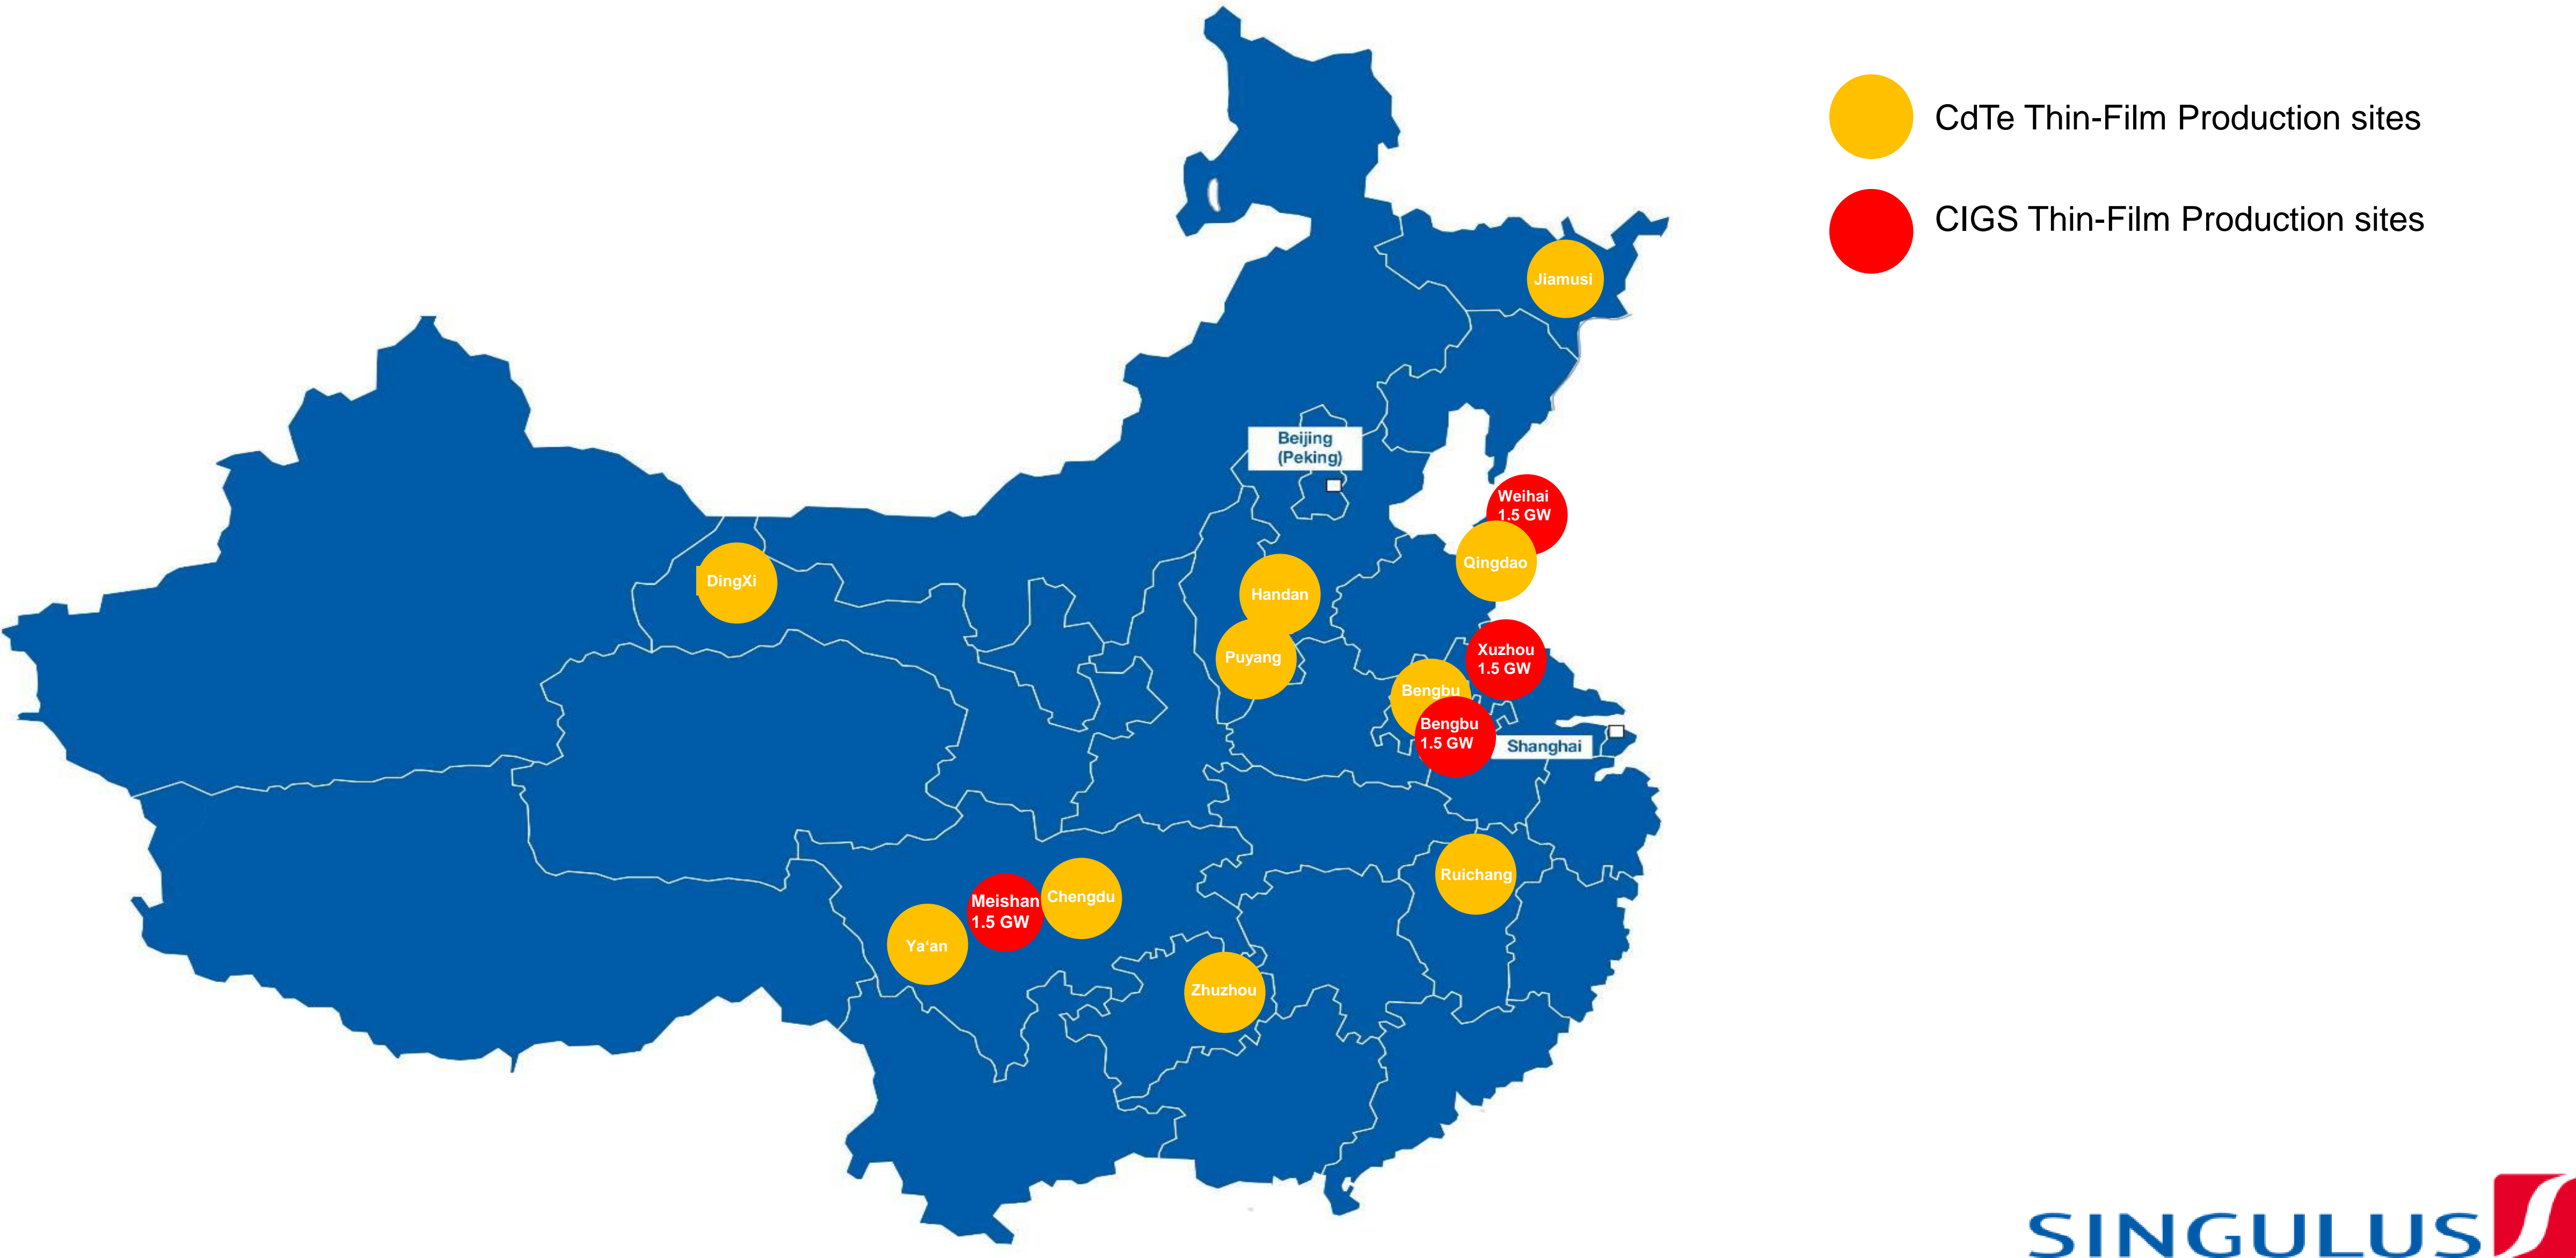 CdTe Thin-Film Production sites
CIGS Thin-Film Production sites
Jiamusi
Beijing
(Peking)
Weihai
1.5 GW
Qingdao
DingXi
Handan
Puyang
Xuzhou
1.5 GW
Bengbu
Bengbu
1.5 GW
Shanghai
Ruichang
Chengdu
Meishan
1.5 GW
Ya‘an
Zhuzhou
SINGULUS